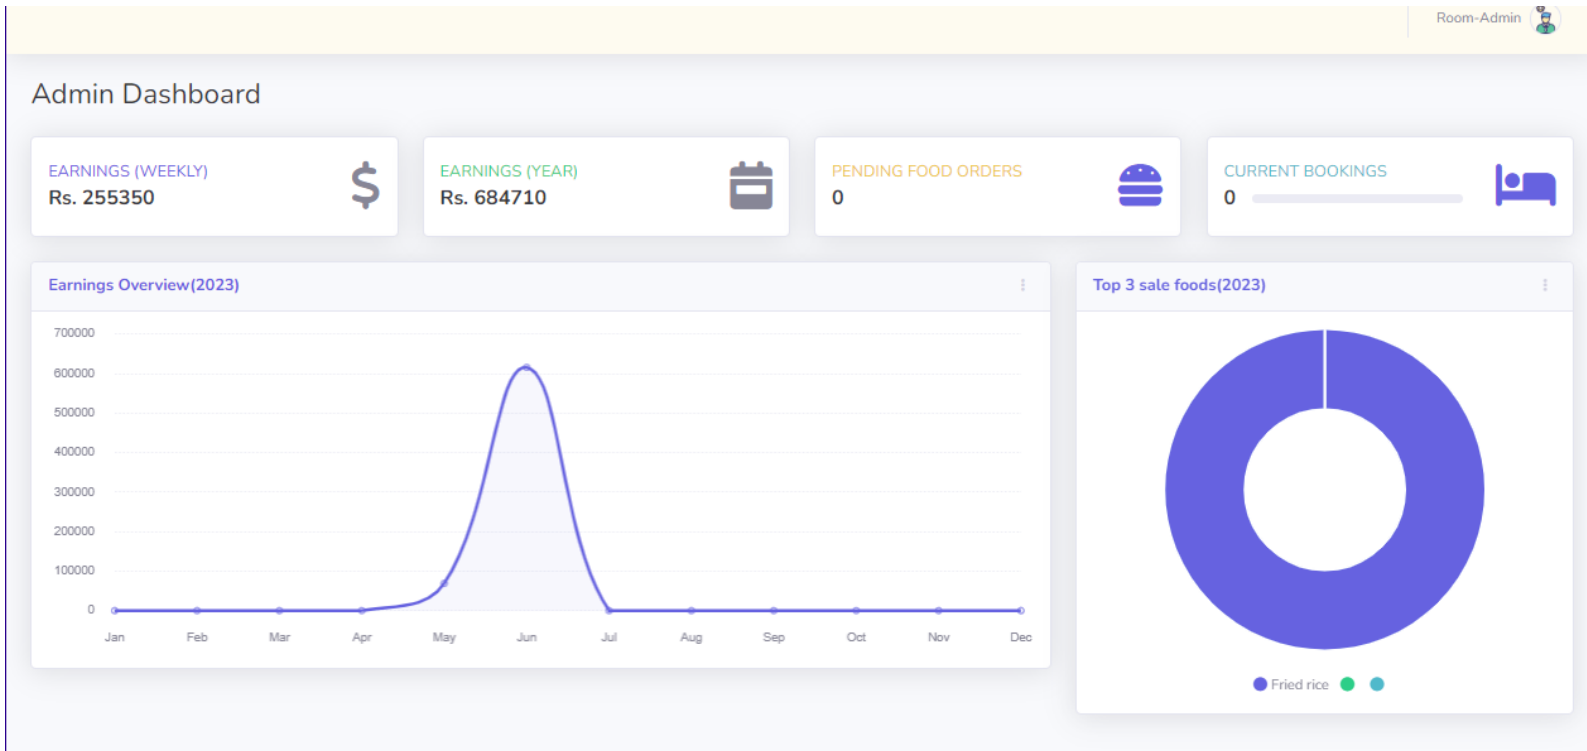 Room-Admin
Admin Dashboard
EARNINGS (WEEKLY)
Rs. 255350
EARNINGS (YEAR)
Rs. 684710
PENDING FOOD ORDERS
0
CURRENT BOOKINGS
0
Earnings Overview(2023)
700000
600000
500000
400000
300000
200000
100000
0
Jan Feb Mar Apr May Jun Jul Aug Sep Oct Nov Dec
Top 3 sale foods(2023)
Fried rice